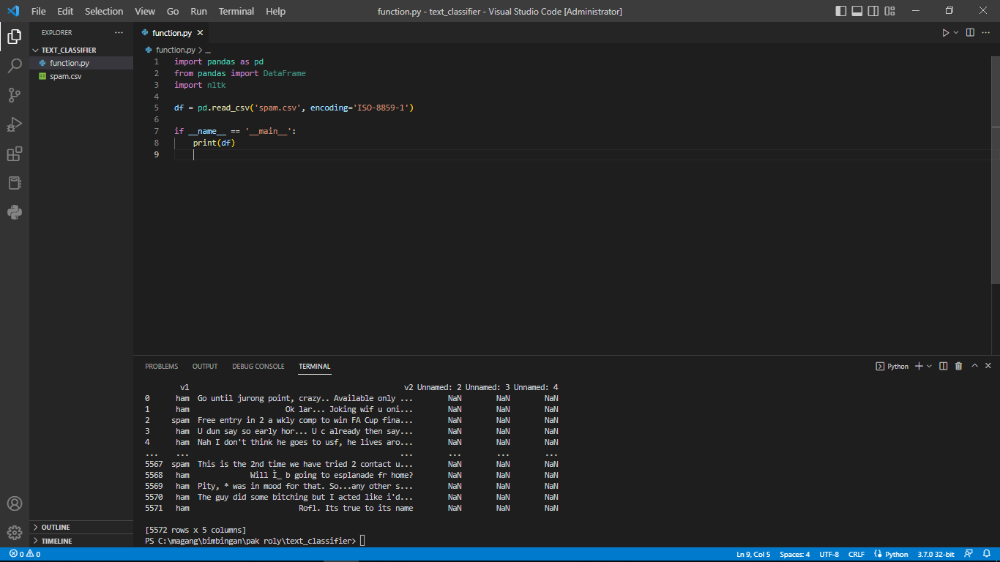 File Edit Selection View Go Run Terminal Help function.py - text_classifier - Visual Studio Code [Administrator]
EXPLORER ...
TEXT_CLASSIFIER
function.py
spam.csv
OUTLINE
TIMELINE
function.py
function.py > ...
1 import pandas as pd
2 from pandas import DataFrame
3 import nltk
4
5 df = pd.read_csv('spam.csv', encoding='ISO-8859-1')
6
7 if __name__ == '__main__':
8 print(df)
9
PROBLEMS OUTPUT DEBUG CONSOLE TERMINAL Python
v1 v2 Unnamed: 2 Unnamed: 3 Unnamed: 4
0 ham Go until jurong point, crazy.. Available only ... NaN NaN NaN
1 ham Ok lar... Joking wif u oni... NaN NaN NaN
2 spam Free entry in 2 a wkly comp to win FA Cup fina... NaN NaN NaN
3 ham U dun say so early hor... U c already then say... NaN NaN NaN
4 ham Nah I don't think he goes to usf, he lives aro... NaN NaN NaN
... ... ... ... ... ...
5567 spam This is the 2nd time we have tried 2 contact u... NaN NaN NaN
5568 ham Will Ì_ b going to esplanade fr home? NaN NaN NaN
5569 ham Pity, * was in mood for that. So...any other s... NaN NaN NaN
5570 ham The guy did some bitching but I acted like i'd... NaN NaN NaN
5571 ham Rofl. Its true to its name NaN NaN NaN
[5572 rows x 5 columns]
PS C:\magang\bimbingan\pak roly\text_classifier>
0 0 Ln 9, Col 5 Spaces: 4 UTF-8 CRLF Python 3.7.0 32-bit